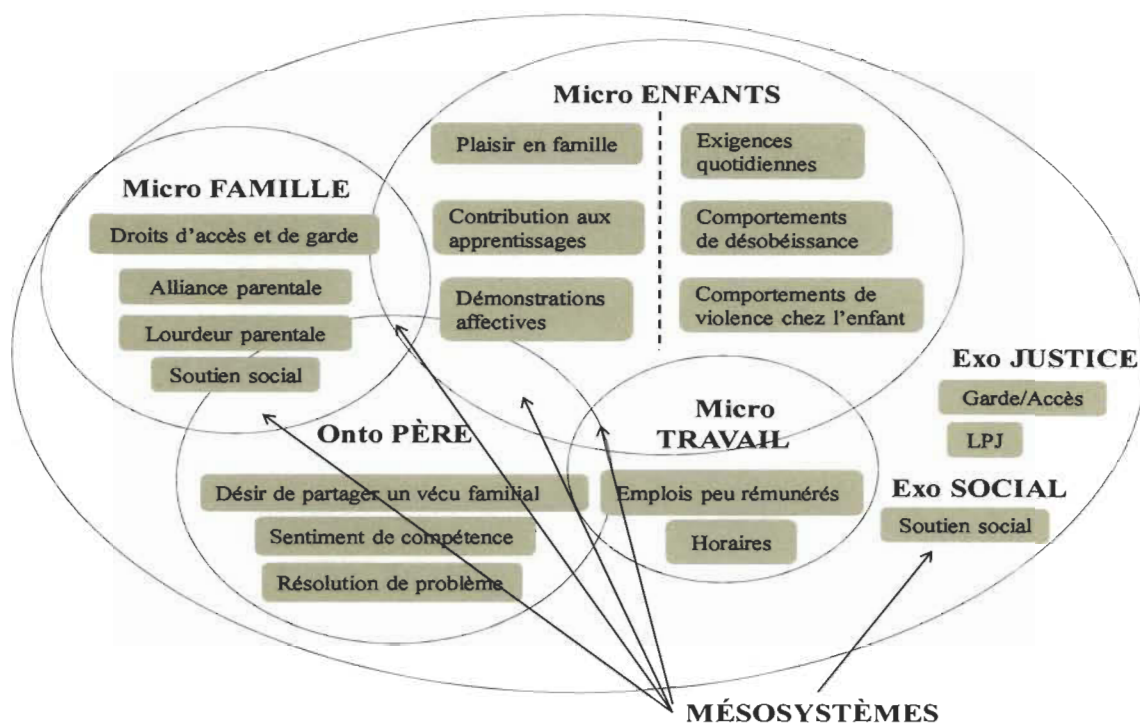 Micro ENFANTS
Plaisir en famille
Exigences
quotidiennes
Contribution aux
apprentissages
Comportements
de désobéissance
Démonstrations
affectives
Comportements de
violence chez l'enfant
Micro FAMILLE
Droits d'accès et de garde
Alliance parentale
Lourdeur parentale
Soutien social
Onto PÈRE
Désir de partager un vécu familial
Sentiment de compétence
Résolution de problème
Micro
TRAVAIL
Emplois peu rémunérés
Horaires
Exo JUSTICE
Garde/Accès
LPJ
Exo SOCIAL
Soutien social
MÉSOSYSTÈMES